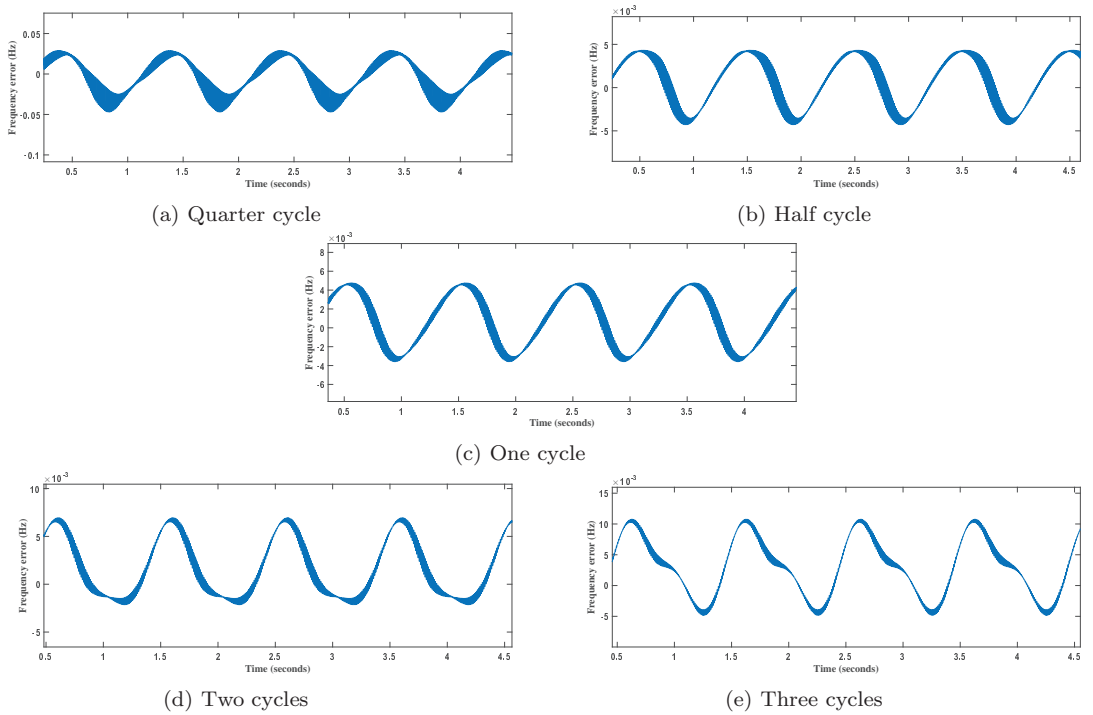 0.05
0
-0.05
-0.1
Frequency error (Hz)
0.5 1 1.5 2 2.5 3 3.5 4
Time (seconds)
(a) Quarter cycle
×10⁻³
5
0
-5
Frequency error (Hz)
0.5 1 1.5 2 2.5 3 3.5 4 4.5
Time (seconds)
(b) Half cycle
×10⁻³
8
6
4
2
0
-2
-4
-6
Frequency error (Hz)
0.5 1 1.5 2 2.5 3 3.5 4
Time (seconds)
(c) One cycle
×10⁻³
10
5
0
-5
Frequency error (Hz)
0.5 1 1.5 2 2.5 3 3.5 4 4.5
Time (seconds)
(d) Two cycles
×10⁻³
15
10
5
0
-5
Frequency error (Hz)
0.5 1 1.5 2 2.5 3 3.5 4 4.5
Time (seconds)
(e) Three cycles